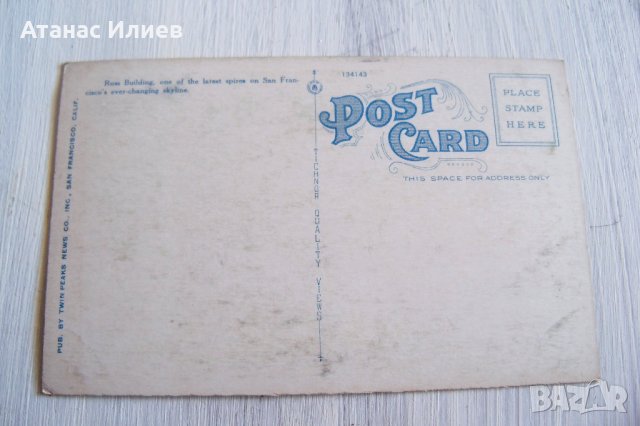 Атанас Илиев
Russ Building, one of the latest spires on San Fran-
cisco's ever-changing skyline.
134143
POST
CARD
PLACE
STAMP
HERE
THIS SPACE FOR ADDRESS ONLY
TICHNOR QUALITY VIEWS
PUB. BY TWIN PEAKS NEWS CO., INC., SAN FRANCISCO, CALIF.
BAZAR